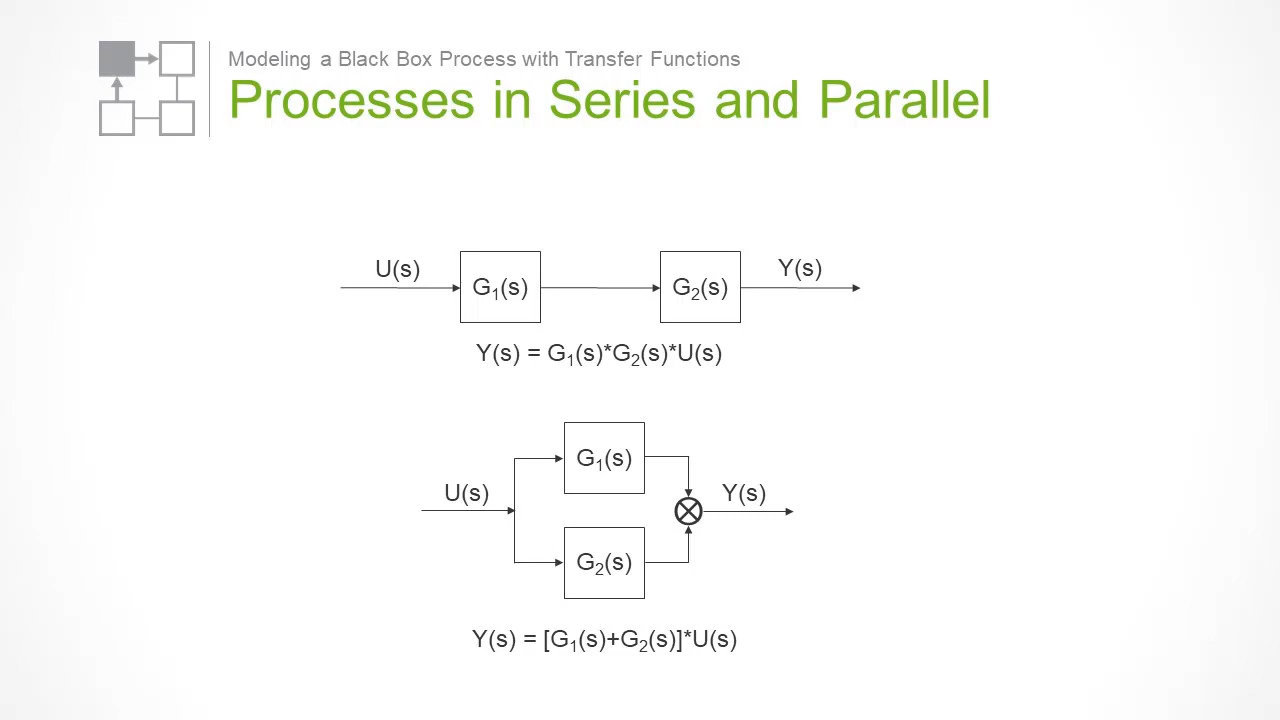 Modeling a Black Box Process with Transfer Functions
Processes in Series and Parallel
U(s)
G₁(s)
G₂(s)
Y(s)
Y(s) = G₁(s)*G₂(s)*U(s)
G₁(s)
U(s)
Y(s)
G₂(s)
Y(s) = [G₁(s)+G₂(s)]*U(s)